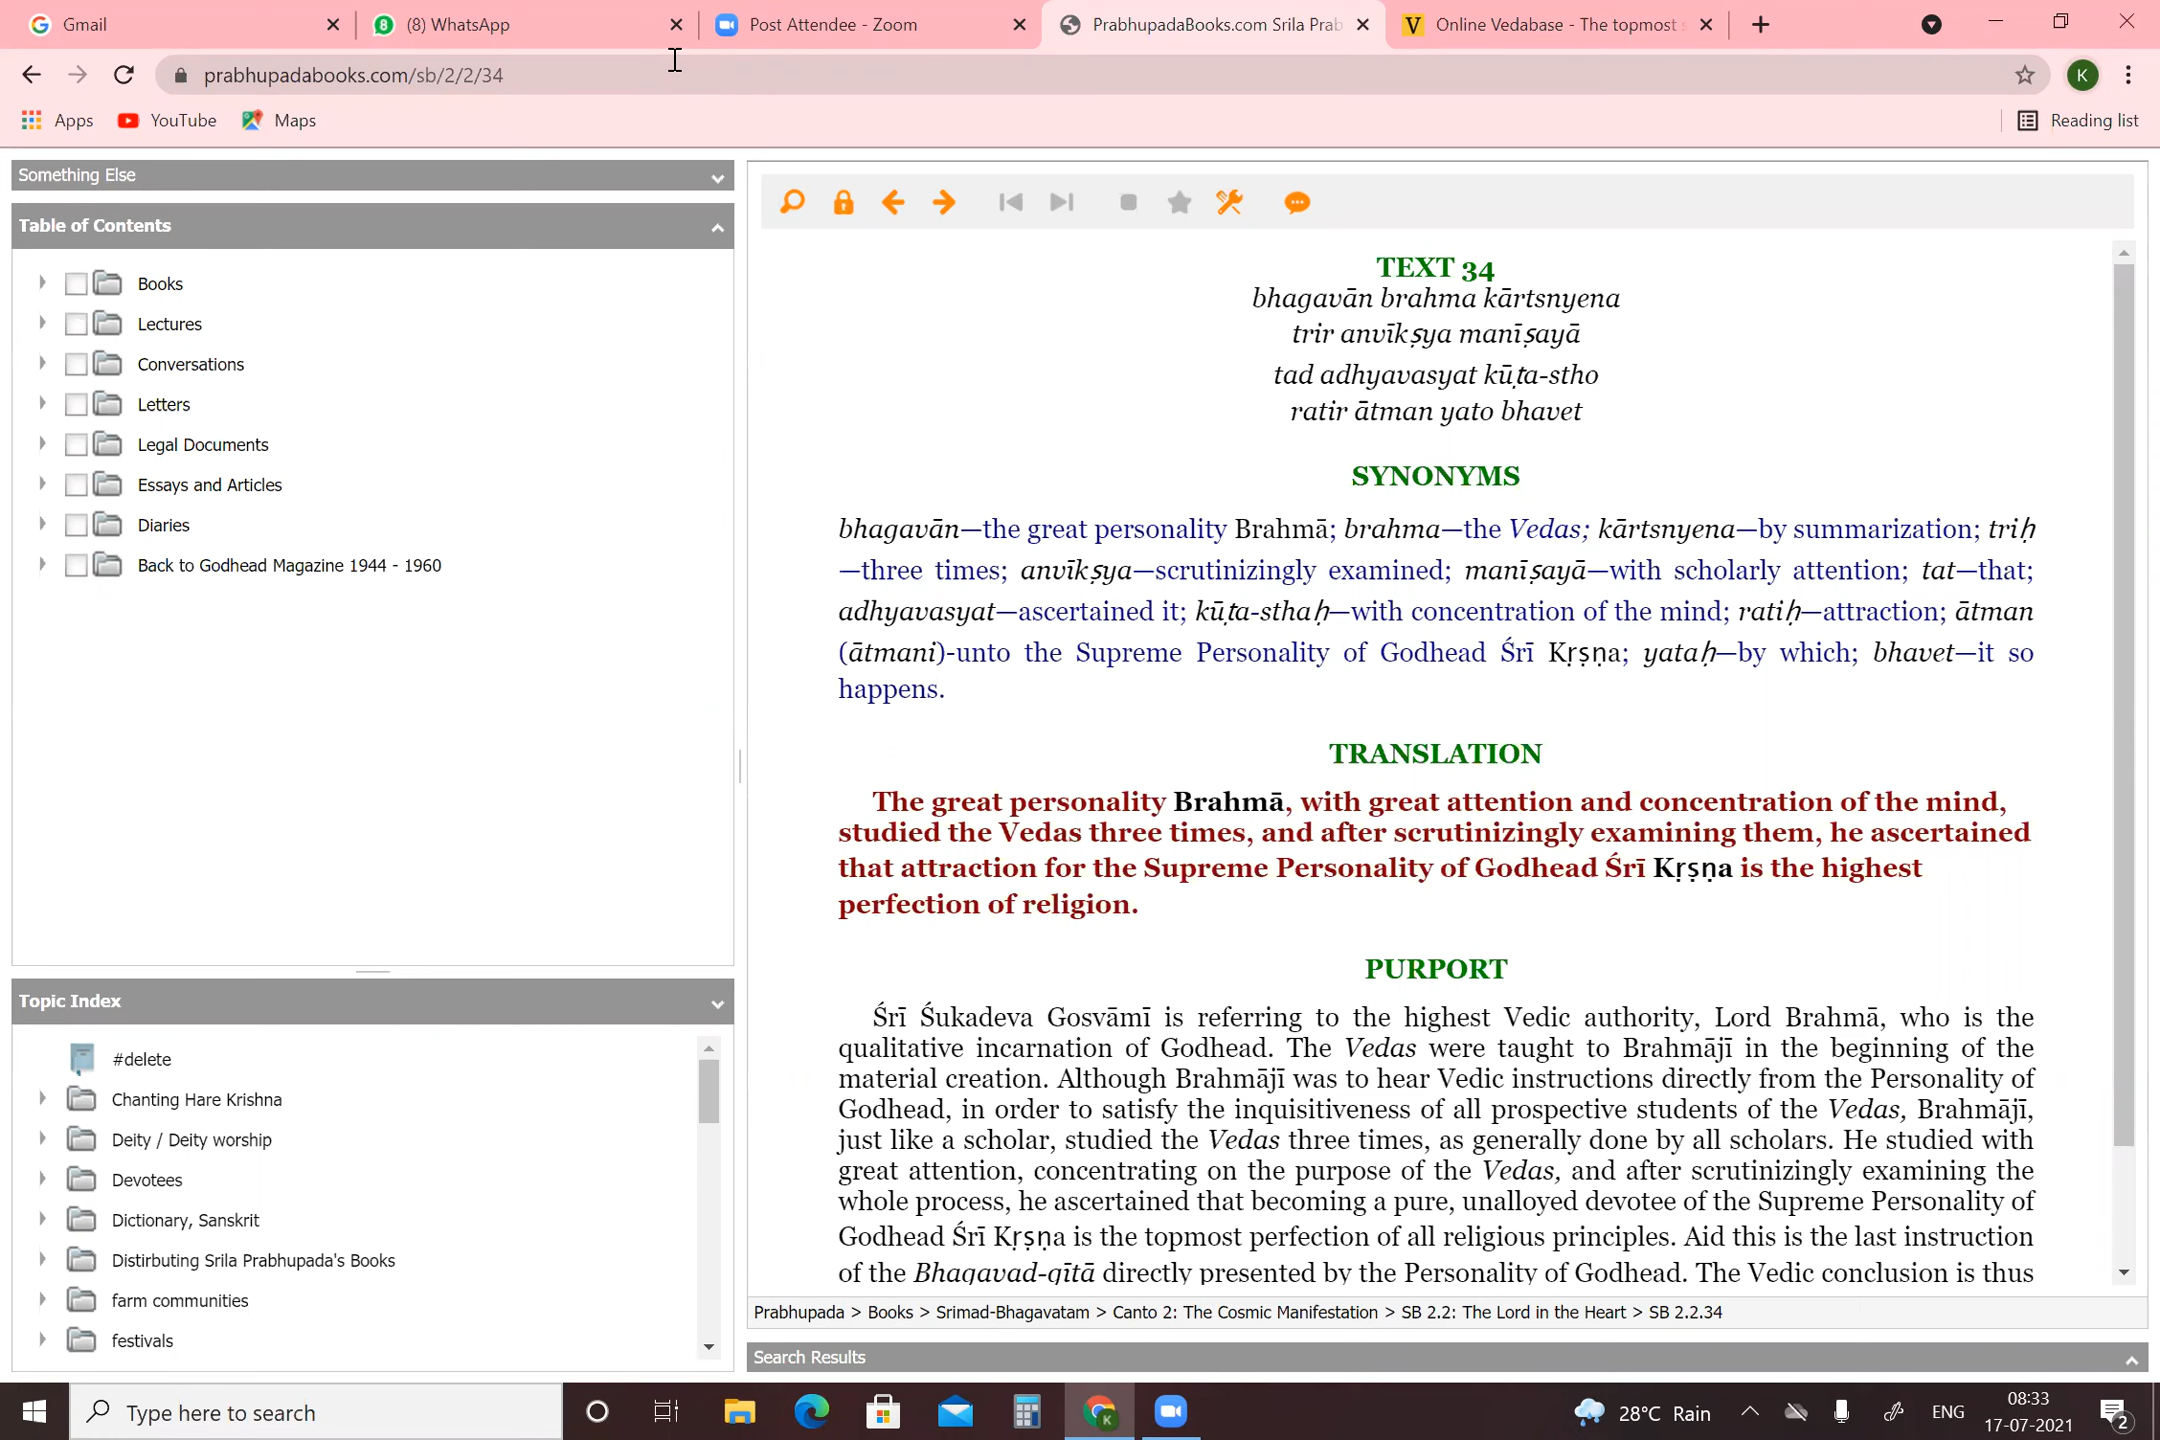 Gmail
(8) WhatsApp
Post Attendee - Zoom
PrabhupadaBooks.com Srila Prab
Online Vedabase - The topmost s
prabhupadabooks.com/sb/2/2/34
K
Apps
YouTube
Maps
Reading list
Something Else
Table of Contents
Books
Lectures
Conversations
Letters
Legal Documents
Essays and Articles
Diaries
Back to Godhead Magazine 1944 - 1960
Topic Index
#delete
Chanting Hare Krishna
Deity / Deity worship
Devotees
Dictionary, Sanskrit
Distirbuting Srila Prabhupada's Books
farm communities
festivals
TEXT 34
bhagavān brahma kārtsnyena
trir anvīkṣya manīṣayā
tad adhyavasyat kūṭa-stho
ratir ātman yato bhavet
SYNONYMS
bhagavān—the great personality Brahmā; brahma—the Vedas; kārtsnyena—by summarization; triḥ
—three times; anvīkṣya—scrutinizingly examined; manīṣayā—with scholarly attention; tat—that;
adhyavasyat—ascertained it; kūṭa-sthaḥ—with concentration of the mind; ratiḥ—attraction; ātman
(ātmani)-unto the Supreme Personality of Godhead Śrī Kṛṣṇa; yataḥ—by which; bhavet—it so
happens.
TRANSLATION
The great personality Brahmā, with great attention and concentration of the mind,
studied the Vedas three times, and after scrutinizingly examining them, he ascertained
that attraction for the Supreme Personality of Godhead Śrī Kṛṣṇa is the highest
perfection of religion.
PURPORT
Śrī Śukadeva Gosvāmī is referring to the highest Vedic authority, Lord Brahmā, who is the
qualitative incarnation of Godhead. The Vedas were taught to Brahmājī in the beginning of the
material creation. Although Brahmājī was to hear Vedic instructions directly from the Personality of
Godhead, in order to satisfy the inquisitiveness of all prospective students of the Vedas, Brahmājī,
just like a scholar, studied the Vedas three times, as generally done by all scholars. He studied with
great attention, concentrating on the purpose of the Vedas, and after scrutinizingly examining the
whole process, he ascertained that becoming a pure, unalloyed devotee of the Supreme Personality of
Godhead Śrī Kṛṣṇa is the topmost perfection of all religious principles. Aid this is the last instruction
of the Bhagavad-gītā directly presented by the Personality of Godhead. The Vedic conclusion is thus
Prabhupada > Books > Srimad-Bhagavatam > Canto 2: The Cosmic Manifestation > SB 2.2: The Lord in the Heart > SB 2.2.34
Search Results
Type here to search
28°C Rain
ENG
08:33
17-07-2021
2